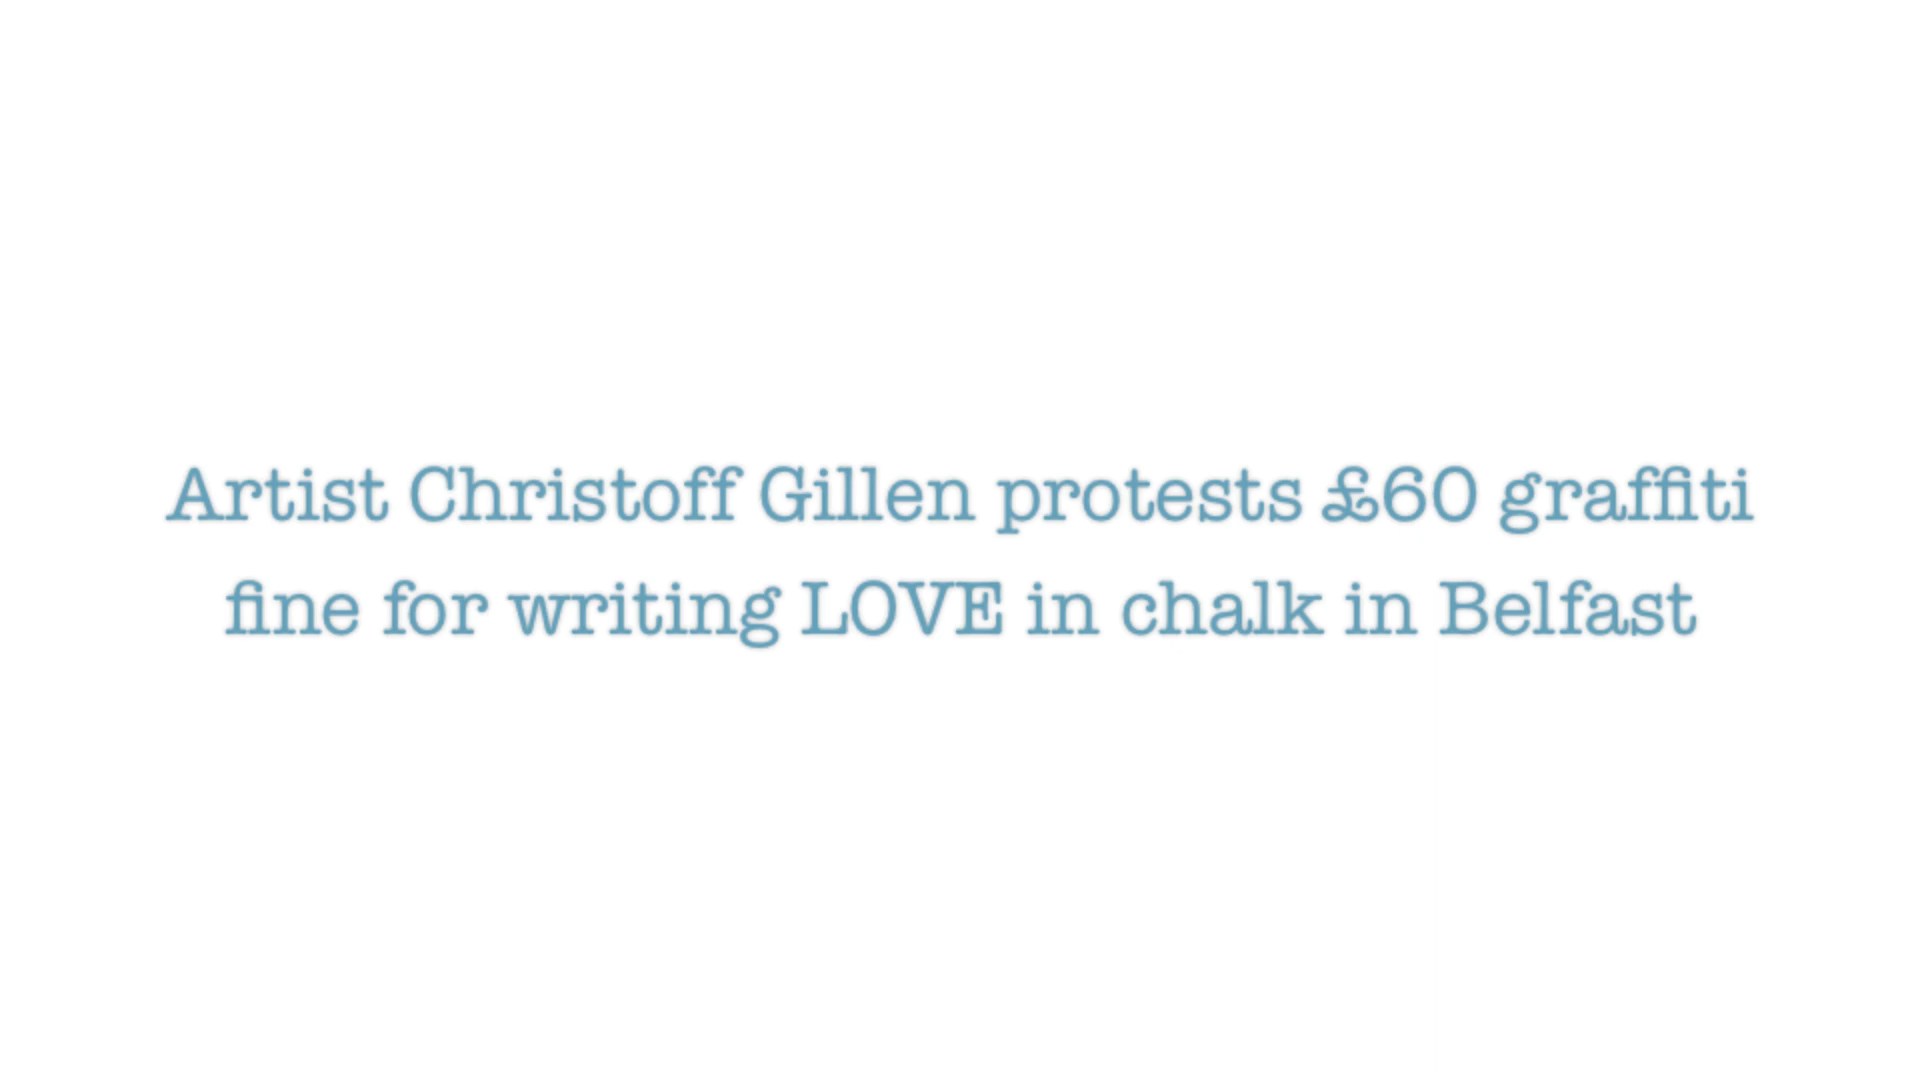 Artist Christoff Gillen protests £60 graffiti
fine for writing LOVE in chalk in Belfast